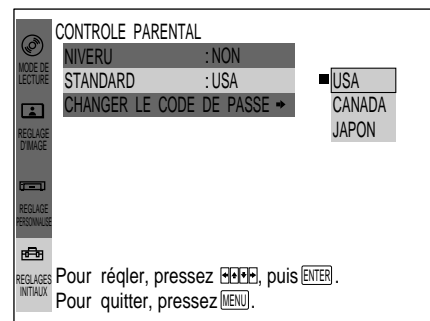 CONTROLE PARENTAL
MODE DE
LECTURE
REGLAGE
D'IMAGE
REGLAGE
PERSONNALISE
REGLAGES
INITIAUX
NIVERU : NON
STANDARD : USA
CHANGER LE CODE DE PASSE
USA
CANADA
JAPON
Pour réqler, pressez , puis ENTER.
Pour quitter, pressez MENU.